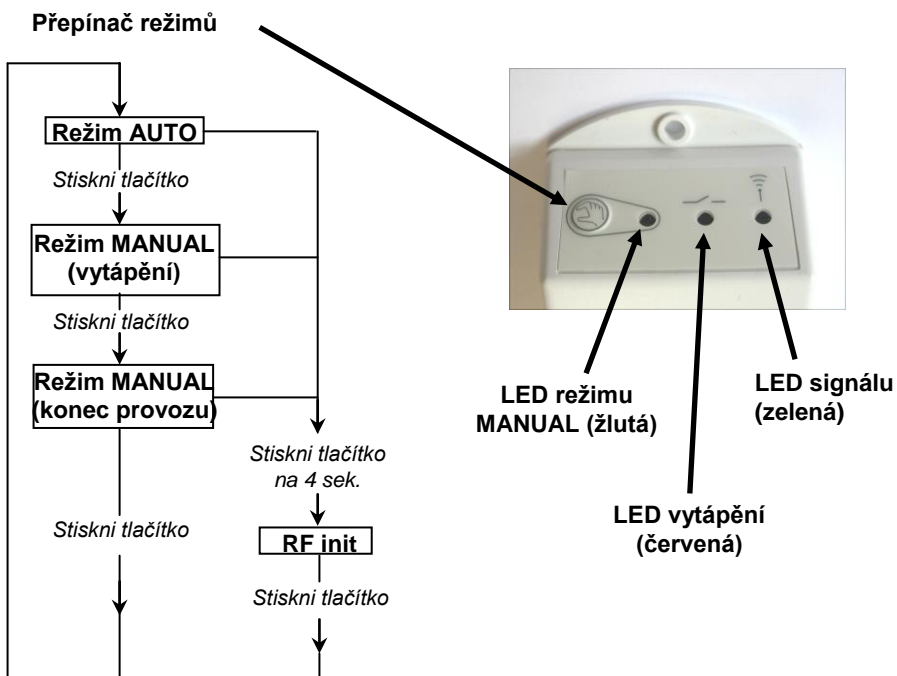 Přepínač režimů
Režim AUTO
Stiskni tlačítko
Režim MANUAL
(vytápění)
Stiskni tlačítko
Režim MANUAL
(konec provozu)
Stiskni tlačítko
Stiskni tlačítko
na 4 sek.
RF init
Stiskni tlačítko
LED režimu
MANUAL (žlutá)
LED signálu
(zelená)
LED vytápění
(červená)